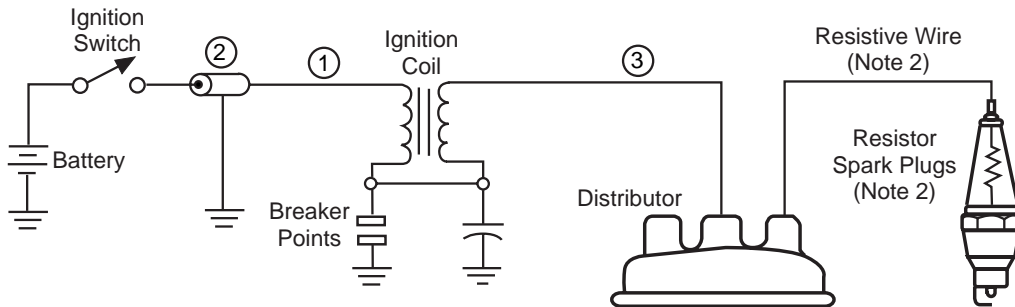 Ignition
Switch
2
1
Ignition
Coil
3
Resistive Wire
(Note 2)
Battery
Resistor
Spark Plugs
(Note 2)
Breaker
Points
Distributor